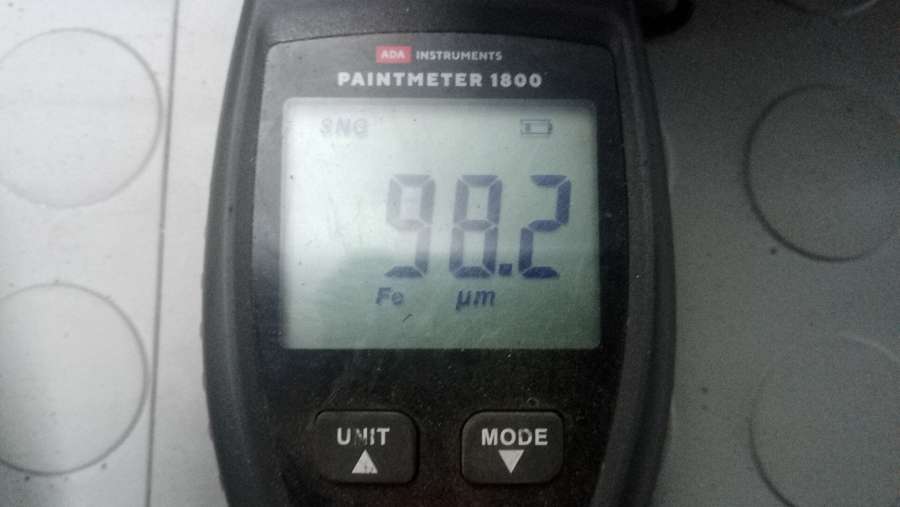 ADA INSTRUMENTS
PAINTMETER 1800
SNG
98.2
Fe µm
UNIT MODE